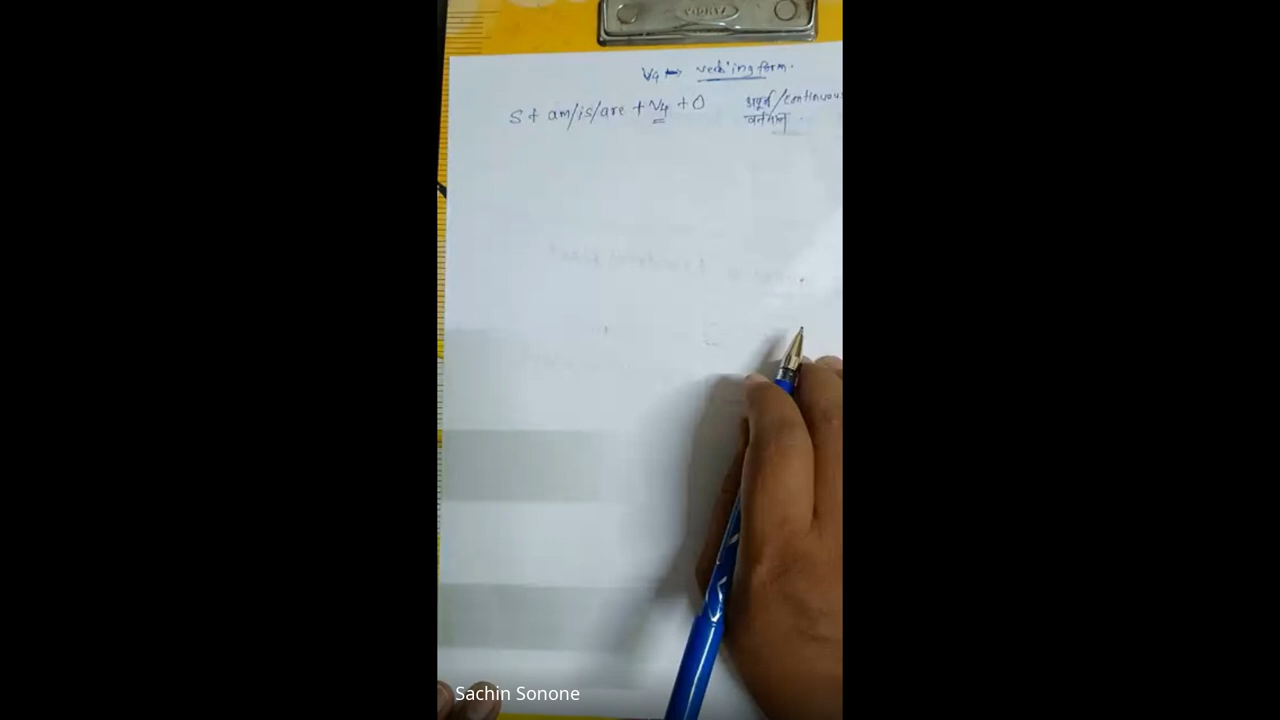 V4 → verb'ing form.
S + am/is/are + V4 + O
अपूर्ण/continuous
वर्तमान.
Sachin Sonone